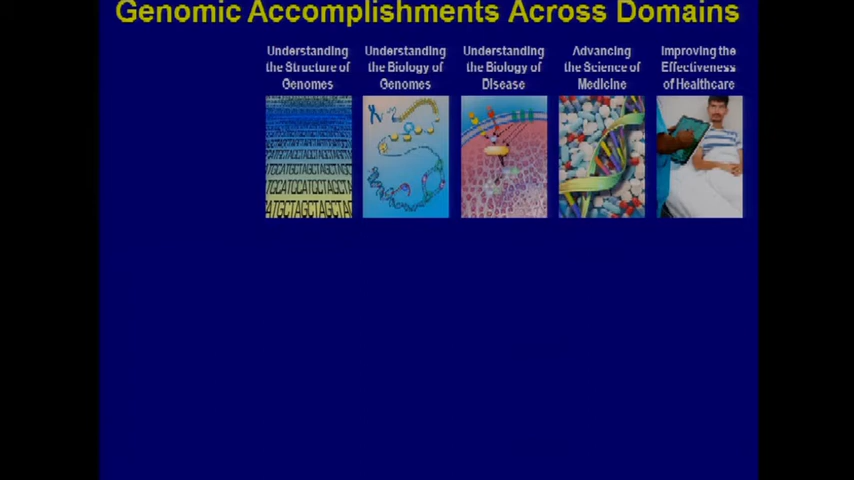 Genomic Accomplishments Across Domains
Understanding
the Structure of
Genomes
Understanding
the Biology of
Genomes
Understanding
the Biology of
Disease
Advancing
the Science of
Medicine
Improving the
Effectiveness
of Healthcare